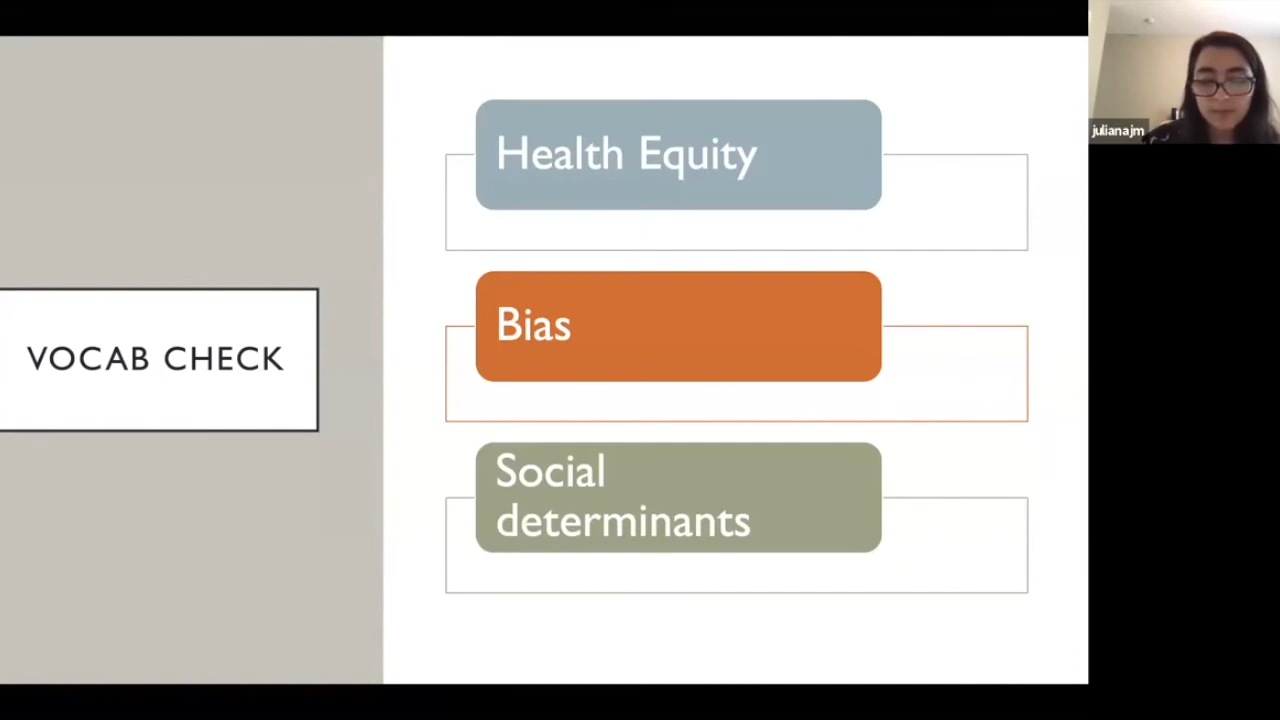 VOCAB CHECK
Health Equity
Bias
Social
determinants
julianajm